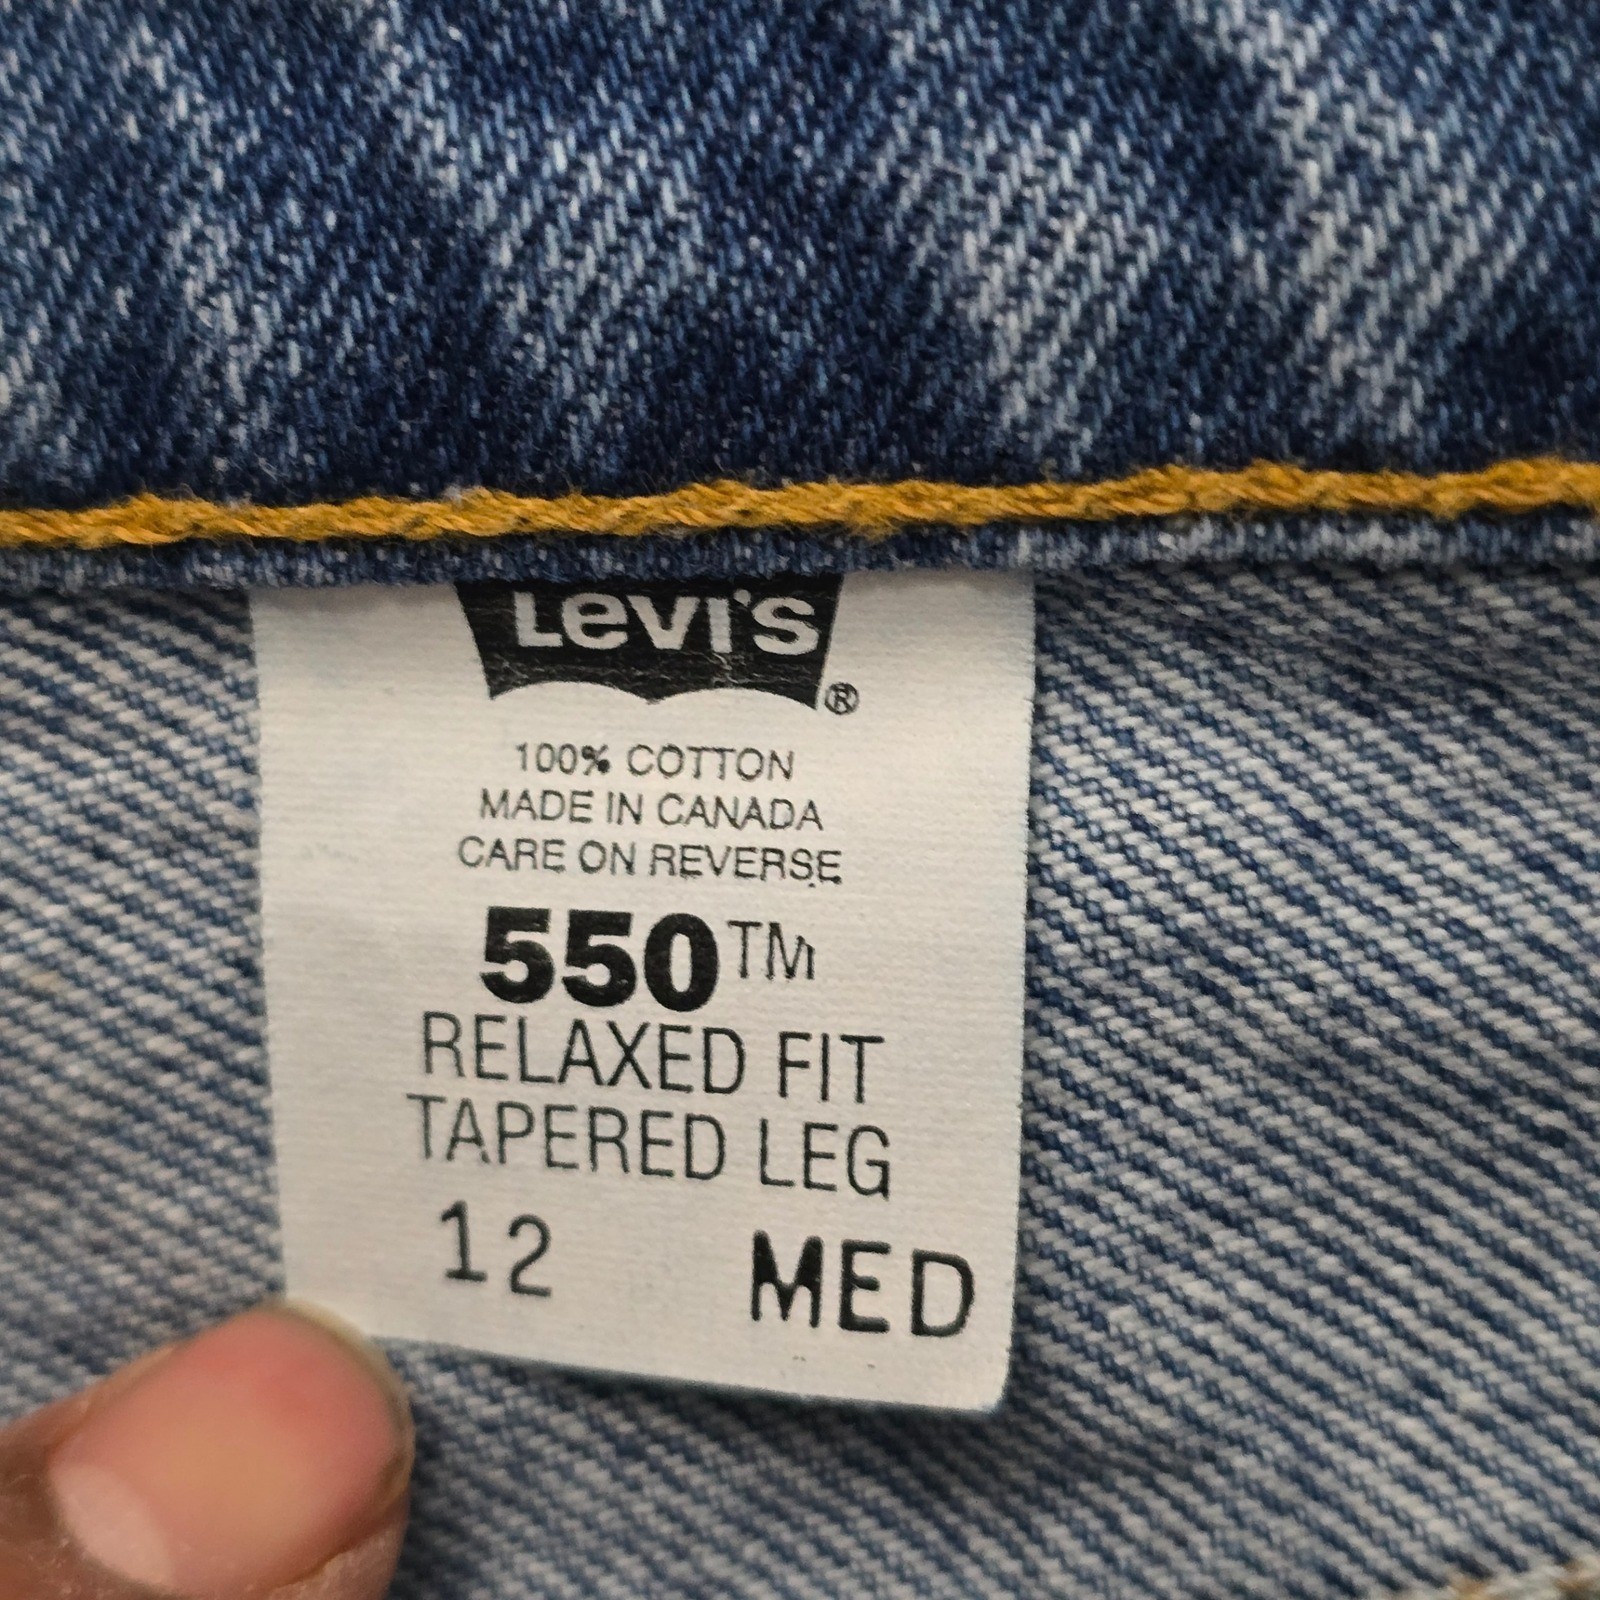 Levi's ®
100% COTTON
MADE IN CANADA
CARE ON REVERSE
550™
RELAXED FIT
TAPERED LEG
12 MED